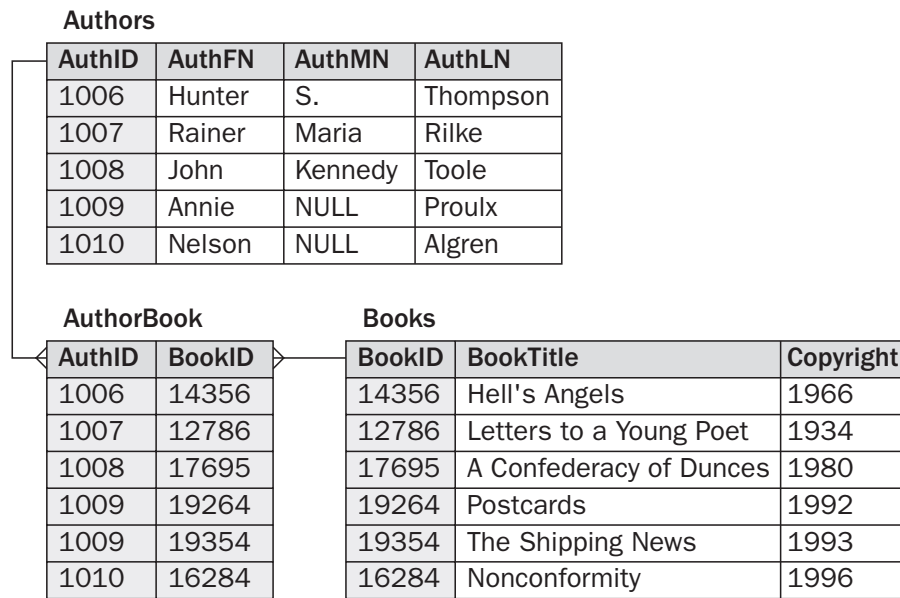 Authors
AuthID AuthFN AuthMN AuthLN
1006 Hunter S. Thompson
1007 Rainer Maria Rilke
1008 John Kennedy Toole
1009 Annie NULL Proulx
1010 Nelson NULL Algren
AuthorBook Books
AuthID BookID BookID BookTitle Copyright
1006 14356 14356 Hell's Angels 1966
1007 12786 12786 Letters to a Young Poet 1934
1008 17695 17695 A Confederacy of Dunces 1980
1009 19264 19264 Postcards 1992
1009 19354 19354 The Shipping News 1993
1010 16284 16284 Nonconformity 1996